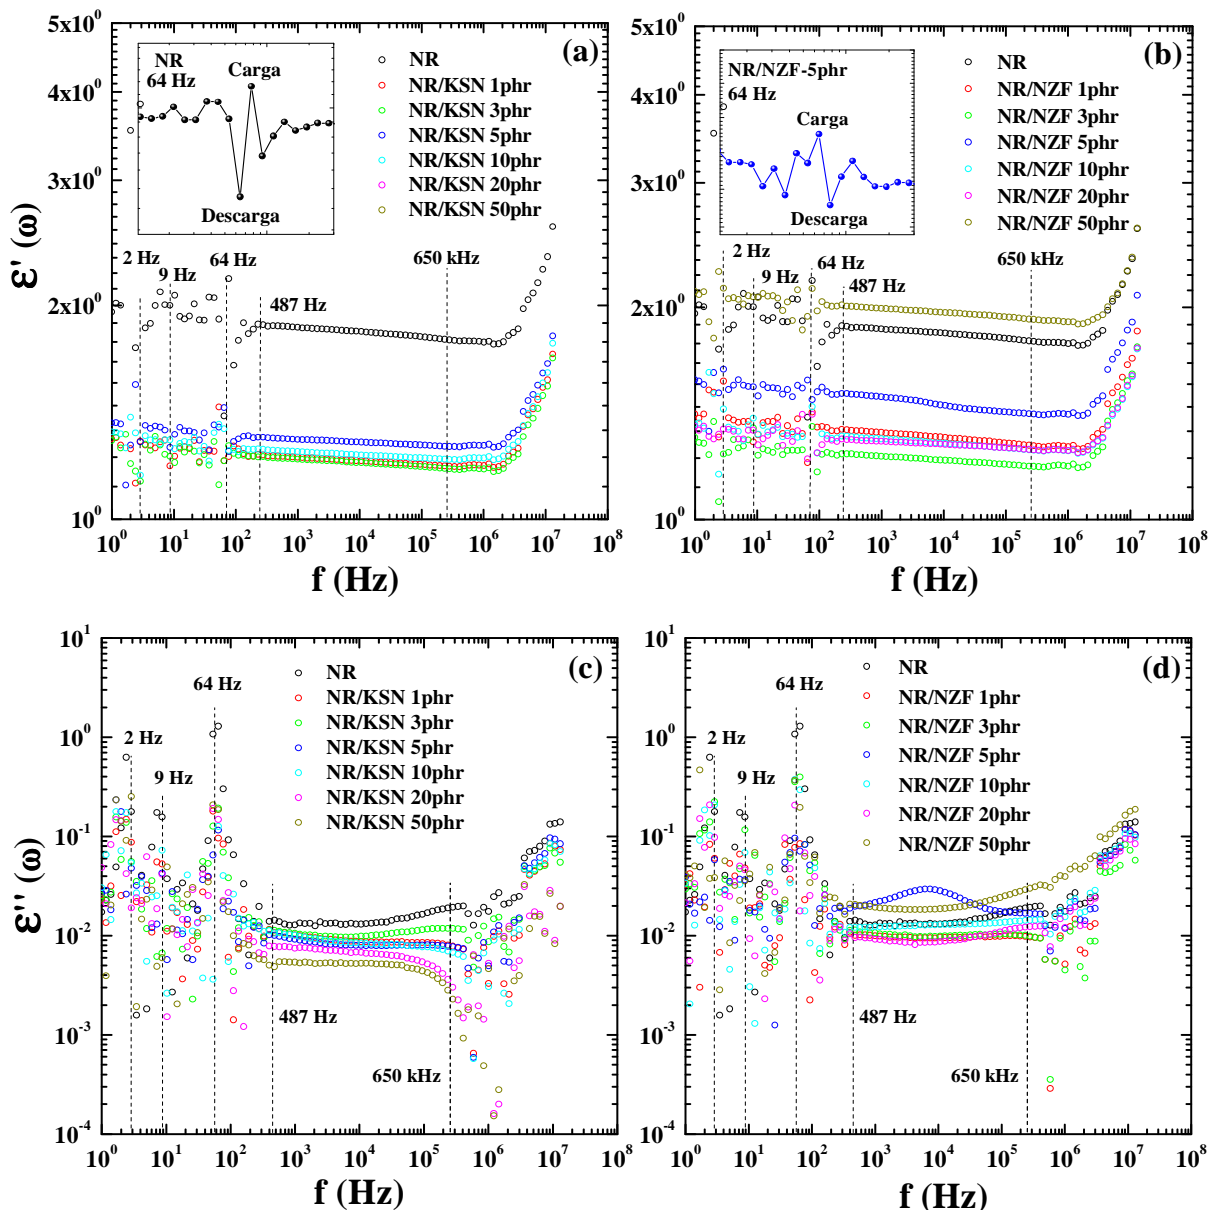 (a)
5x10⁰
4x10⁰
3x10⁰
2x10⁰
10⁰
ε' (ω)
NR
64 Hz
Carga
Descarga
NR
NR/KSN 1phr
NR/KSN 3phr
NR/KSN 5phr
NR/KSN 10phr
NR/KSN 20phr
NR/KSN 50phr
2 Hz
9 Hz
64 Hz
487 Hz
650 kHz
10⁰ 10¹ 10² 10³ 10⁴ 10⁵ 10⁶ 10⁷ 10⁸
f (Hz)
(b)
5x10⁰
4x10⁰
3x10⁰
2x10⁰
10⁰
NR/NZF-5phr
64 Hz
Carga
Descarga
NR
NR/NZF 1phr
NR/NZF 3phr
NR/NZF 5phr
NR/NZF 10phr
NR/NZF 20phr
NR/NZF 50phr
2 Hz
9 Hz
64 Hz
487 Hz
650 kHz
10⁰ 10¹ 10² 10³ 10⁴ 10⁵ 10⁶ 10⁷ 10⁸
f (Hz)
(c)
10¹
10⁰
10⁻¹
10⁻²
10⁻³
10⁻⁴
ε'' (ω)
NR
NR/KSN 1phr
NR/KSN 3phr
NR/KSN 5phr
NR/KSN 10phr
NR/KSN 20phr
NR/KSN 50phr
64 Hz
2 Hz
9 Hz
487 Hz
650 kHz
10⁰ 10¹ 10² 10³ 10⁴ 10⁵ 10⁶ 10⁷ 10⁸
f (Hz)
(d)
10¹
10⁰
10⁻¹
10⁻²
10⁻³
10⁻⁴
NR
NR/NZF 1phr
NR/NZF 3phr
NR/NZF 5phr
NR/NZF 10phr
NR/NZF 20phr
NR/NZF 50phr
64 Hz
2 Hz
9 Hz
487 Hz
650 kHz
10⁰ 10¹ 10² 10³ 10⁴ 10⁵ 10⁶ 10⁷ 10⁸
f (Hz)